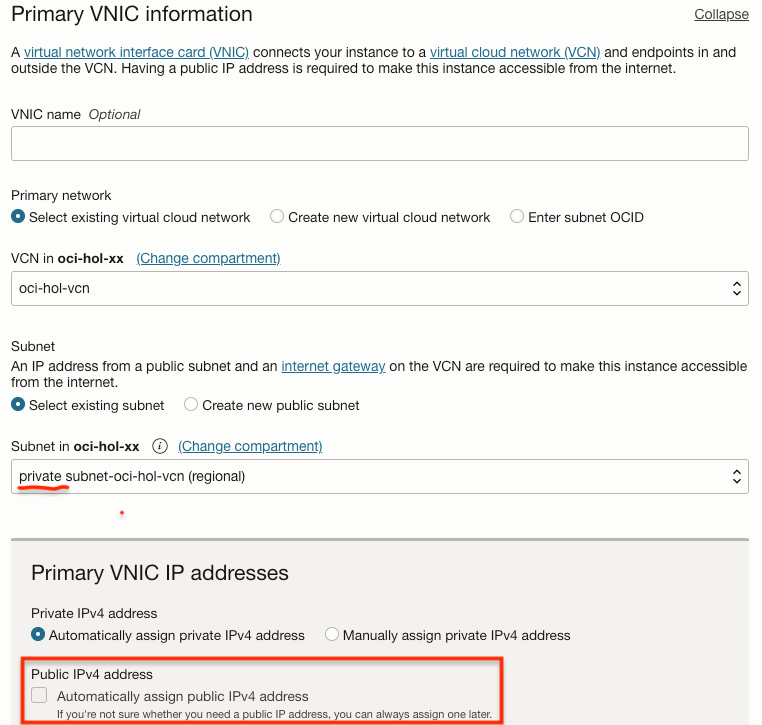 Primary VNIC information
Collapse
A virtual network interface card (VNIC) connects your instance to a virtual cloud network (VCN) and endpoints in and
outside the VCN. Having a public IP address is required to make this instance accessible from the internet.
VNIC name Optional
Primary network
Select existing virtual cloud network Create new virtual cloud network Enter subnet OCID
VCN in oci-hol-xx (Change compartment)
oci-hol-vcn
Subnet
An IP address from a public subnet and an internet gateway on the VCN are required to make this instance accessible
from the internet.
Select existing subnet Create new public subnet
Subnet in oci-hol-xx i (Change compartment)
private subnet-oci-hol-vcn (regional)
Primary VNIC IP addresses
Private IPv4 address
Automatically assign private IPv4 address Manually assign private IPv4 address
Public IPv4 address
Automatically assign public IPv4 address
If you're not sure whether you need a public IP address, you can always assign one later.